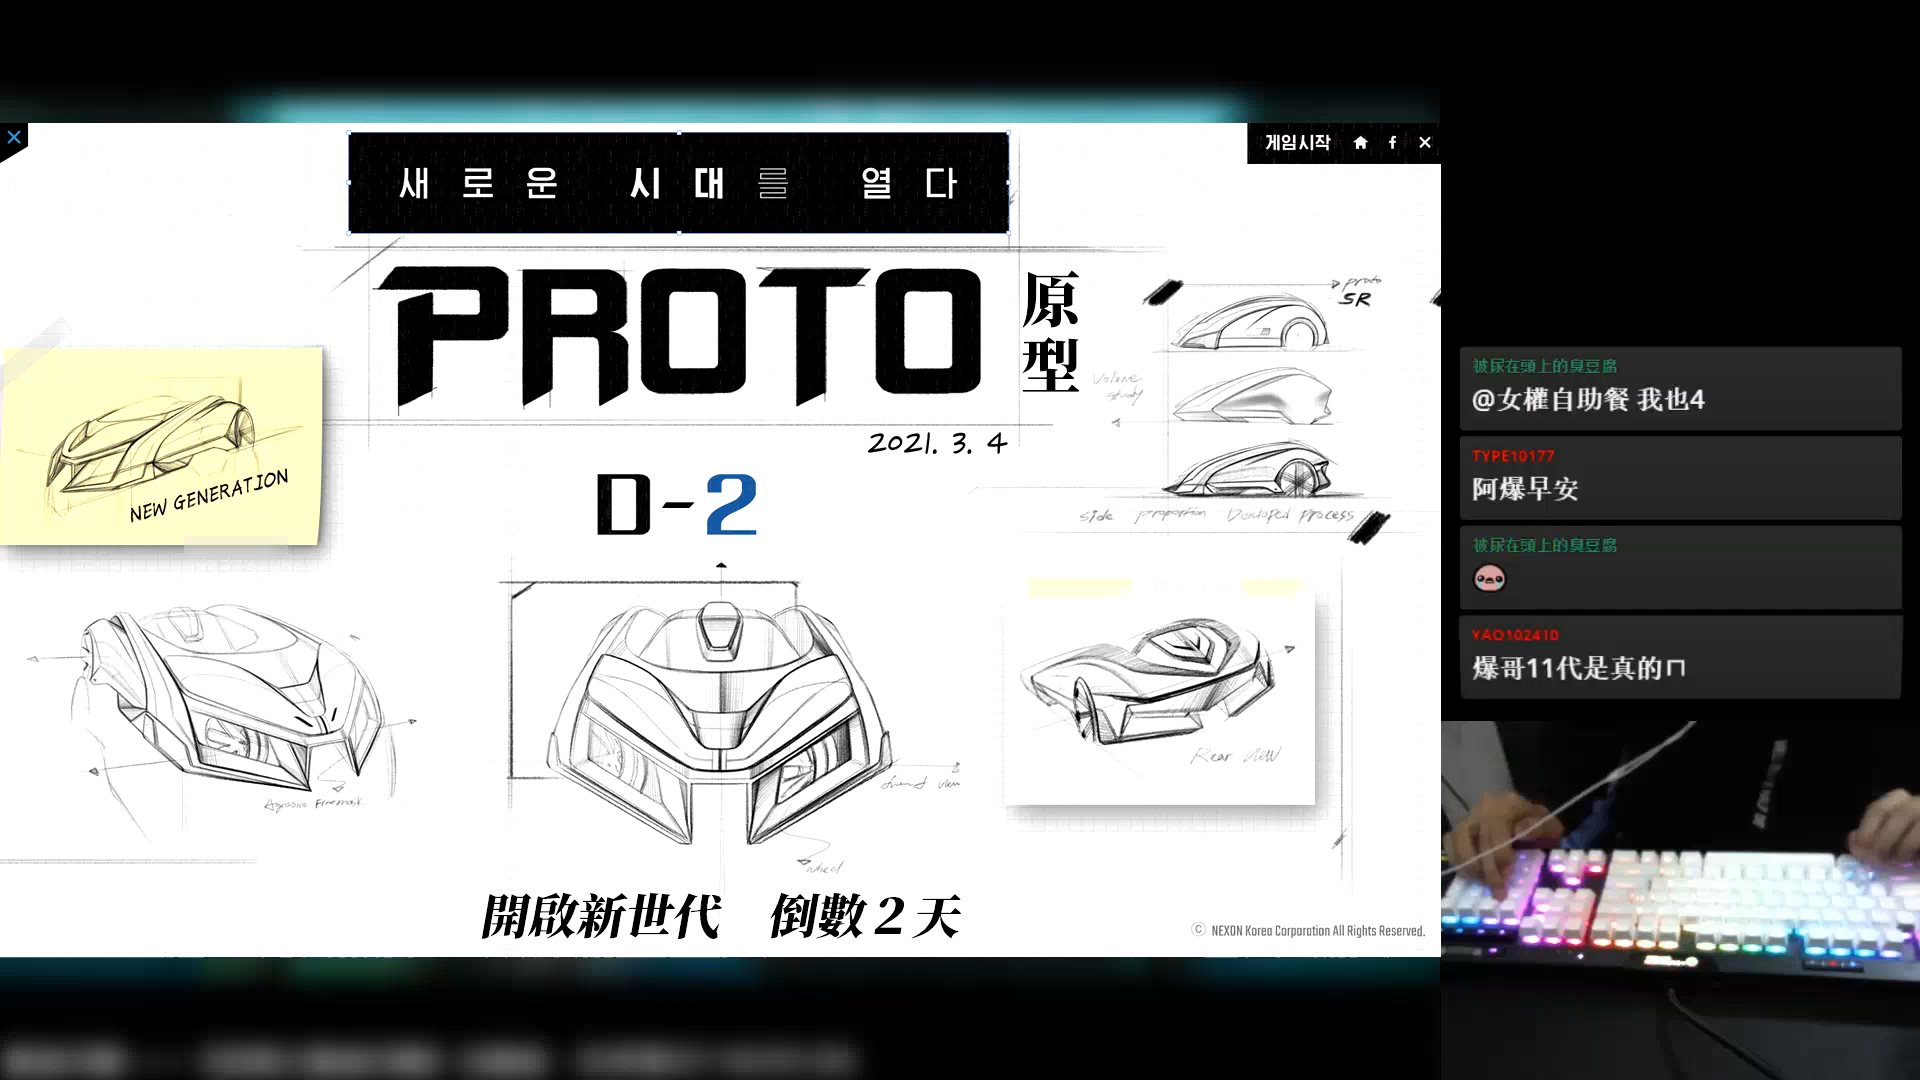 새로운 시대를 열다
게임시작
PROTO
原型
2021. 3. 4
D-2
NEW GENERATION
proto
SR
volume
study
side proportion Developed process
Rear view
wheel
開啟新世代 倒數2天
© NEXON Korea Corporation All Rights Reserved.
被尿在頭上的臭豆腐
@女權自助餐 我也4
TYPE10177
阿爆早安
被尿在頭上的臭豆腐
YAO102410
爆哥11代是真的ㄇ